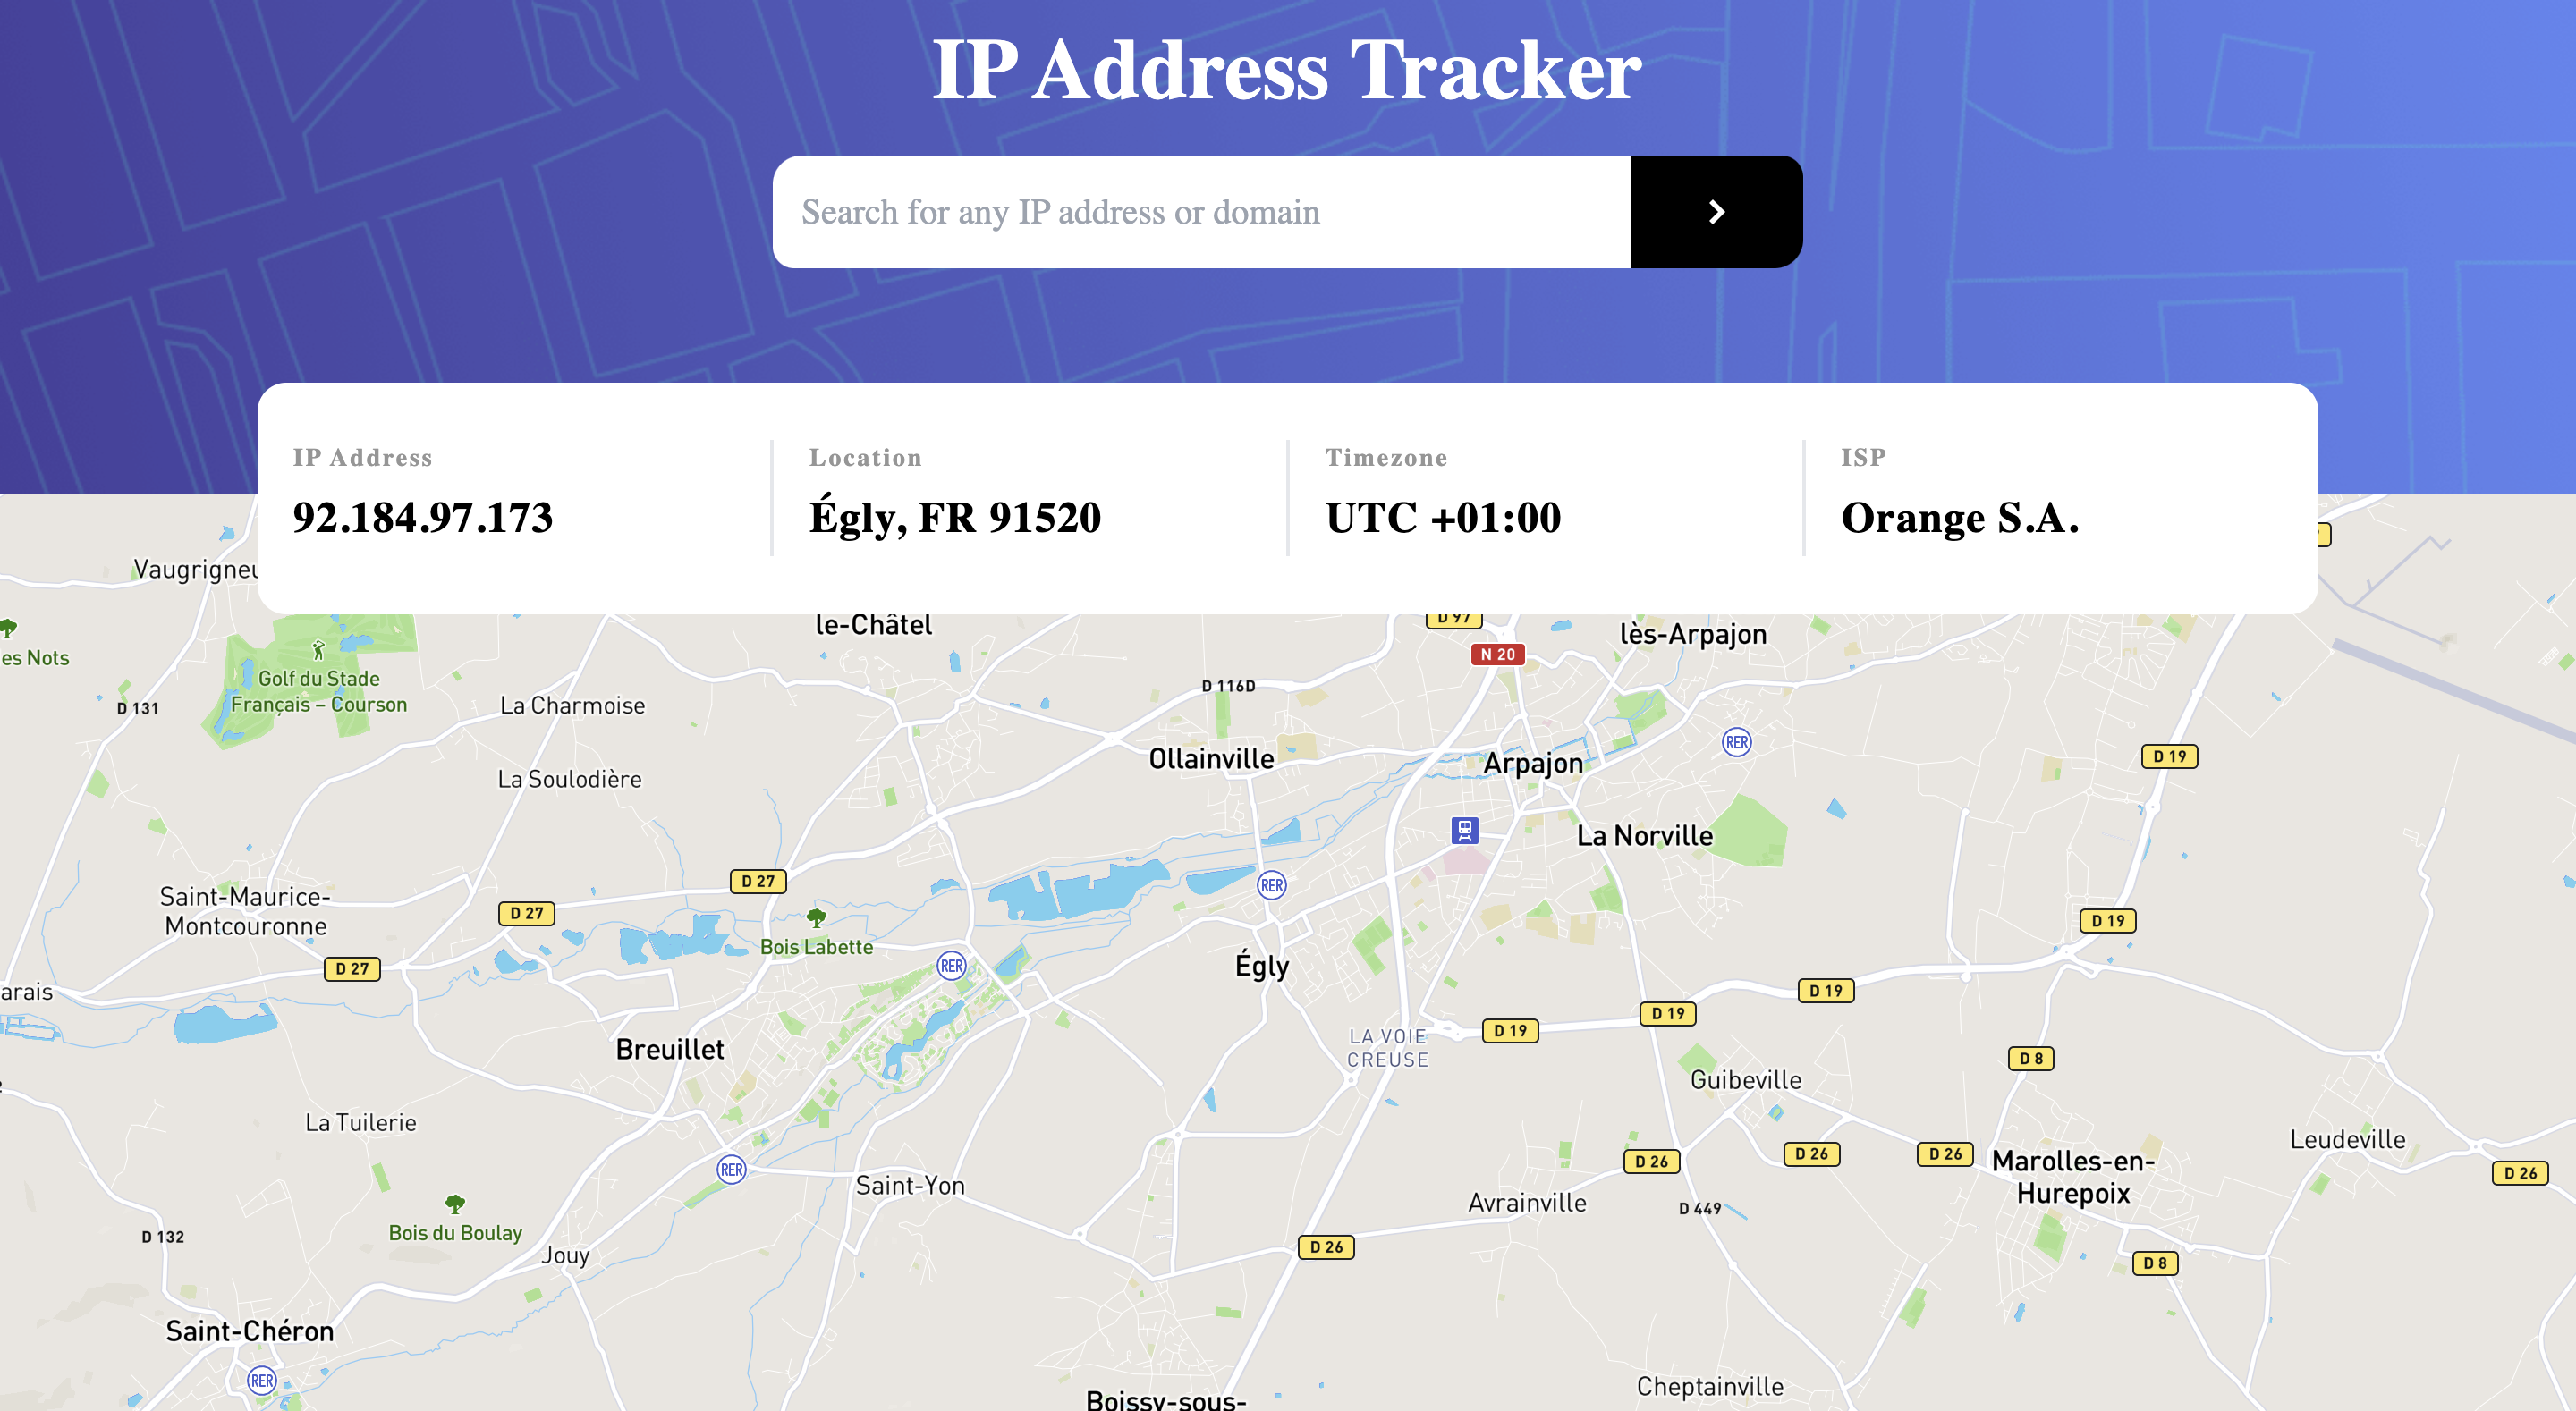 IP Address Tracker
Search for any IP address or domain
IP Address
Location
Timezone
ISP
92.184.97.173
Égly, FR 91520
UTC +01:00
Orange S.A.
le-Châtel
D 97
lès-Arpajon
N 20
es Nots
Golf du Stade
Français – Courson
D 131
La Charmoise
D 116D
Ollainville
Arpajon
RER
D 19
La Soulodière
La Norville
D 27
RER
Saint-Maurice-
Montcouronne
D 27
Bois Labette
D 19
D 27
RER
Égly
arais
D 19
D 19
D 19
LA VOIE
CREUSE
Breuillet
D 8
Guibeville
La Tuilerie
Leudeville
D 26
D 26
D 26
Marolles-en-
Hurepoix
D 26
RER
Saint-Yon
Avrainville
D 449
Bois du Boulay
D 132
Jouy
D 26
D 8
Saint-Chéron
RER
Cheptainville
Boissy-sous-